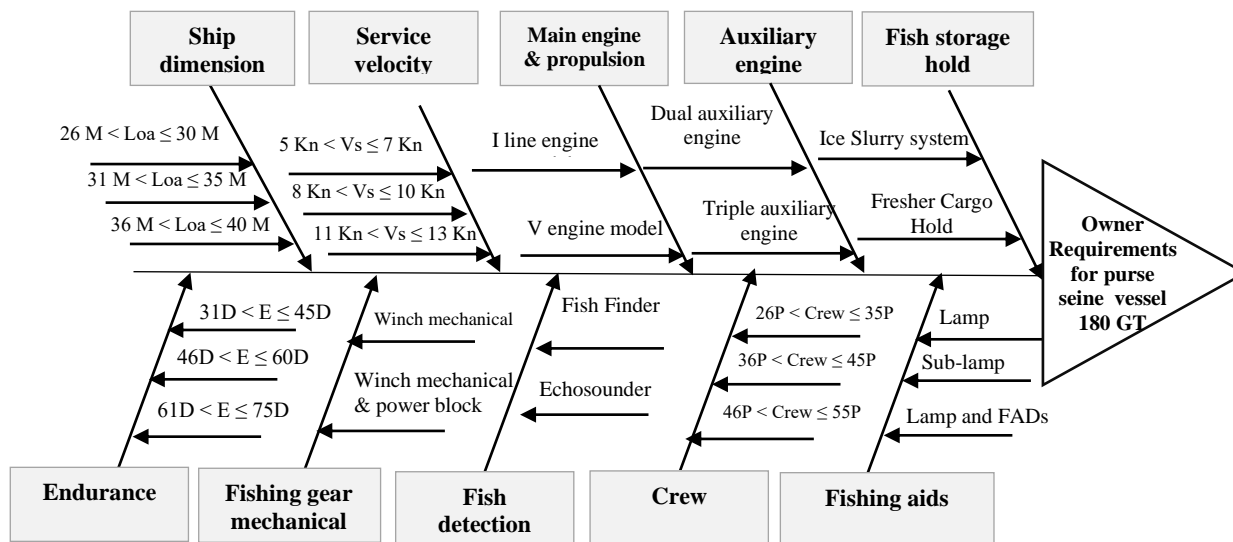 Ship
dimension
Service
velocity
Main engine
& propulsion
Auxiliary
engine
Fish storage
hold
26 M < Loa ≤ 30 M
31 M < Loa ≤ 35 M
36 M < Loa ≤ 40 M
5 Kn < Vs ≤ 7 Kn
8 Kn < Vs ≤ 10 Kn
11 Kn < Vs ≤ 13 Kn
I line engine
V engine model
Dual auxiliary
engine
Triple auxiliary
engine
Ice Slurry system
Fresher Cargo
Hold
Owner
Requirements
for purse
seine vessel
180 GT
31D < E ≤ 45D
46D < E ≤ 60D
61D < E ≤ 75D
Winch mechanical
Winch mechanical
& power block
Fish Finder
Echosounder
26P < Crew ≤ 35P
36P < Crew ≤ 45P
46P < Crew ≤ 55P
Lamp
Sub-lamp
Lamp and FADs
Endurance
Fishing gear
mechanical
Fish
detection
Crew
Fishing aids